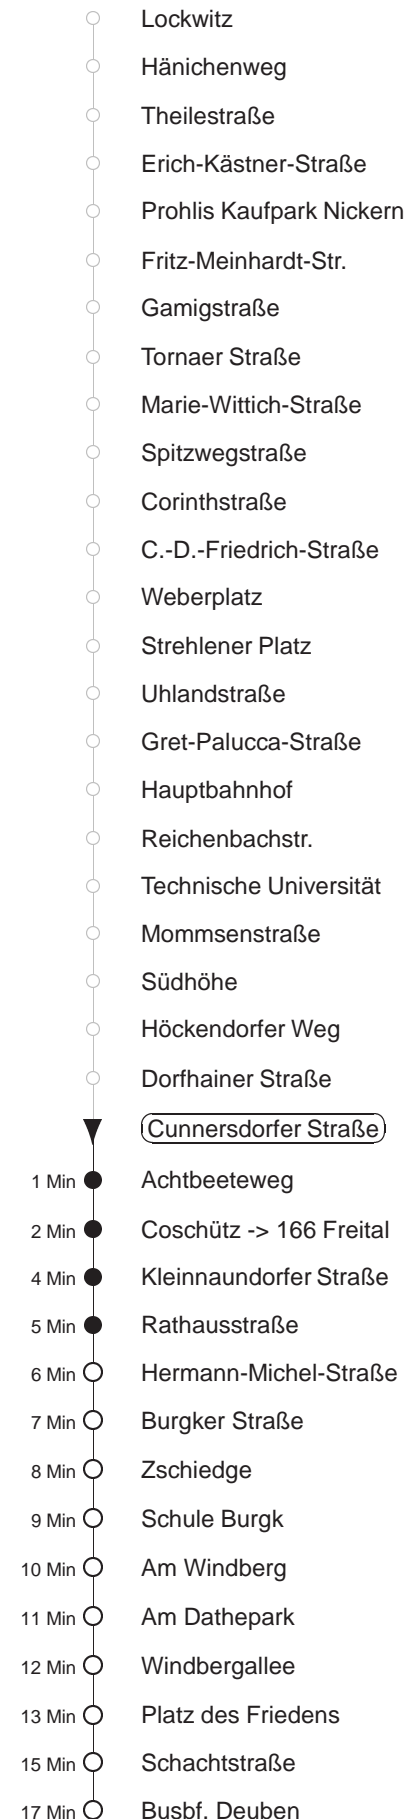 Lockwitz
Hänichenweg
Theilestraße
Erich-Kästner-Straße
Prohlis Kaufpark Nickern
Fritz-Meinhardt-Str.
Gamigstraße
Tornaer Straße
Marie-Wittich-Straße
Spitzwegstraße
Corinthstraße
C.-D.-Friedrich-Straße
Weberplatz
Strehlener Platz
Uhlandstraße
Gret-Palucca-Straße
Hauptbahnhof
Reichenbachstr.
Technische Universität
Mommsenstraße
Südhöhe
Höckendorfer Weg
Dorfhainer Straße
Cunnersdorfer Straße
1 Min Achtbeeteweg
2 Min Coschütz -> 166 Freital
4 Min Kleinnaundorfer Straße
5 Min Rathausstraße
6 Min Hermann-Michel-Straße
7 Min Burgker Straße
8 Min Zschiedge
9 Min Schule Burgk
10 Min Am Windberg
11 Min Am Dathepark
12 Min Windbergallee
13 Min Platz des Friedens
15 Min Schachtstraße
17 Min Busbf. Deuben